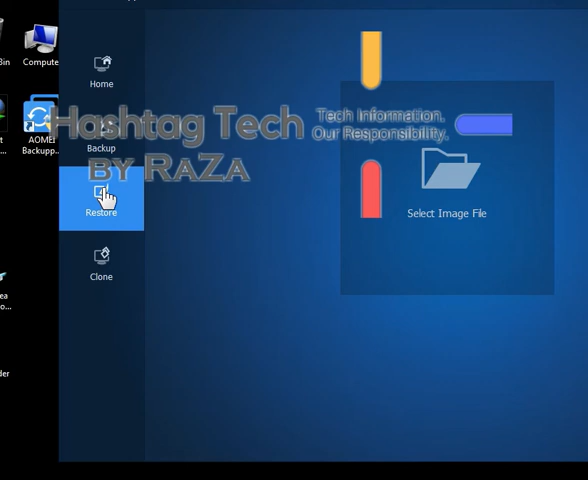 Bin
Compute
Home
Hashtag Tech
BY RAZA
Tech Information.
Our Responsibility.
AOMEI
Backupp...
Backup
Restore
Select Image File
Clone